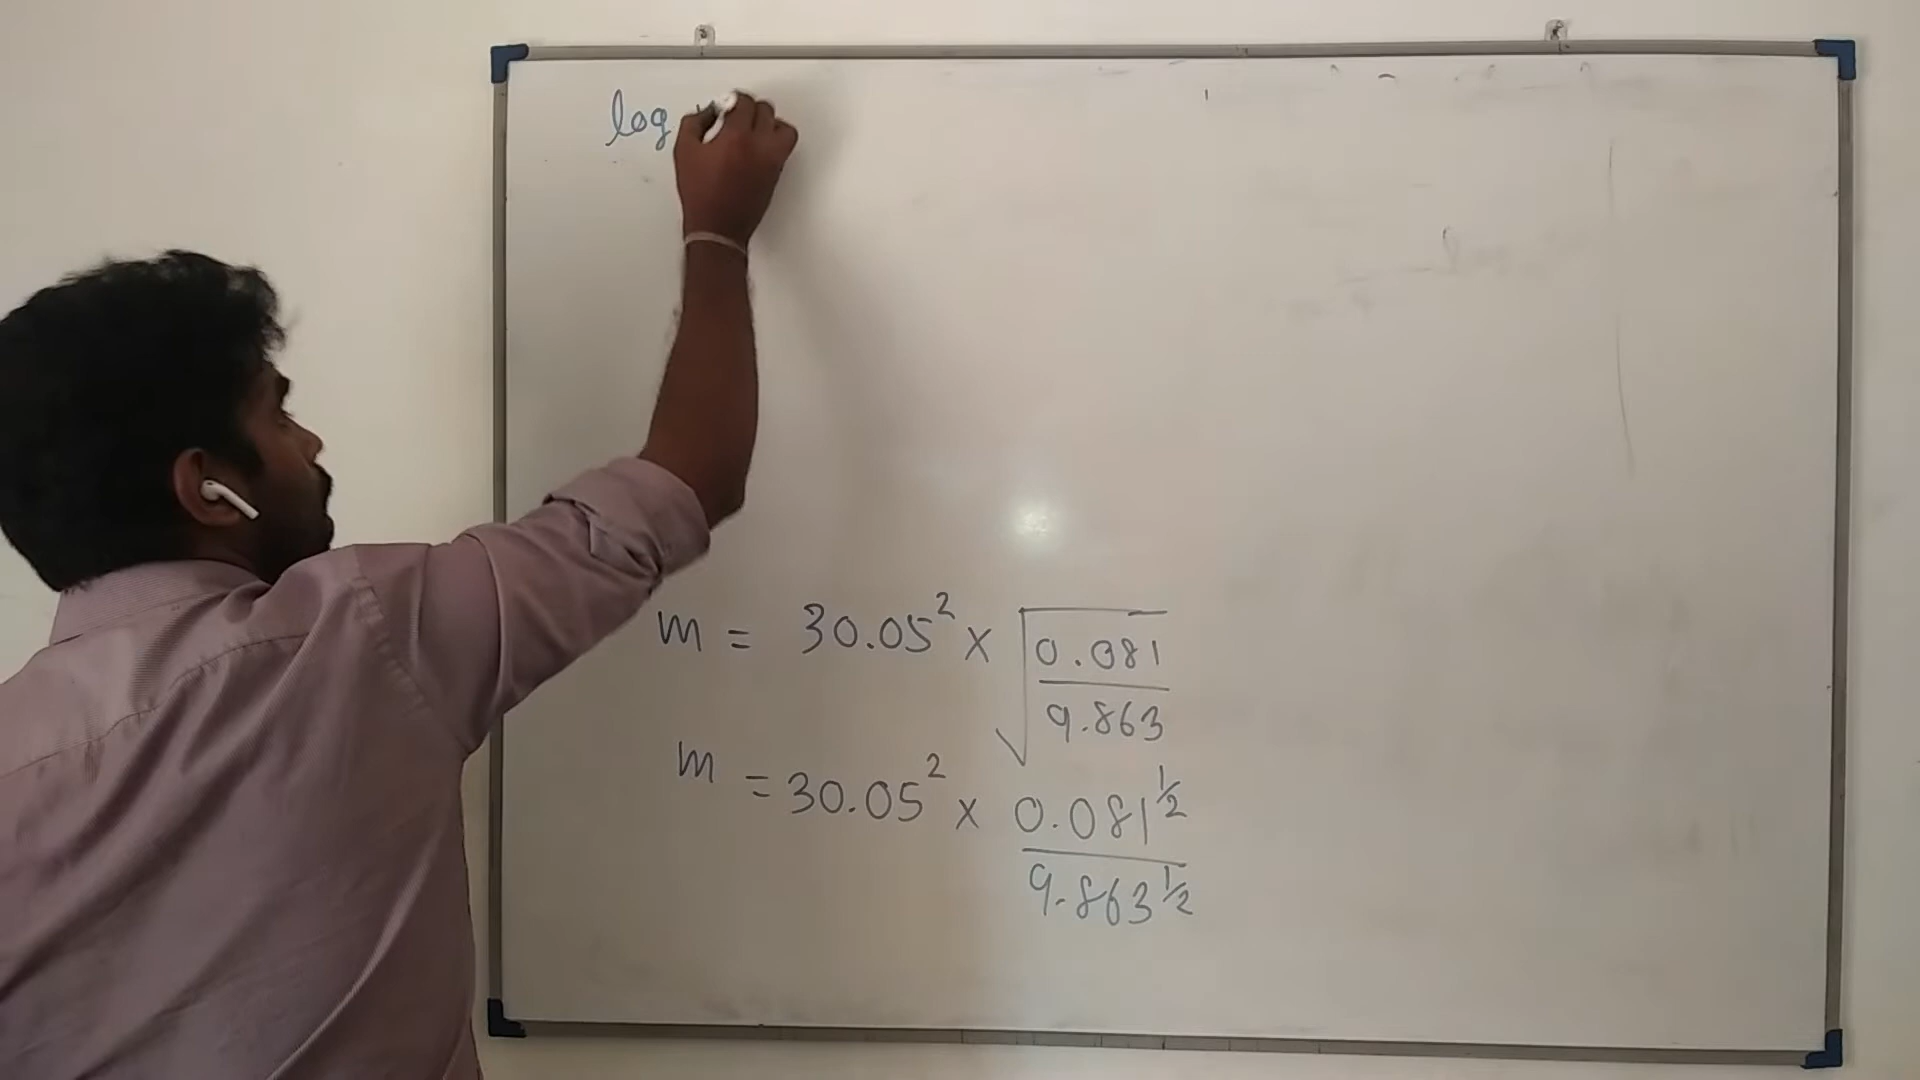 log
m = 30.05² × √0.081/9.863
m = 30.05² × 0.081^½/9.863^½